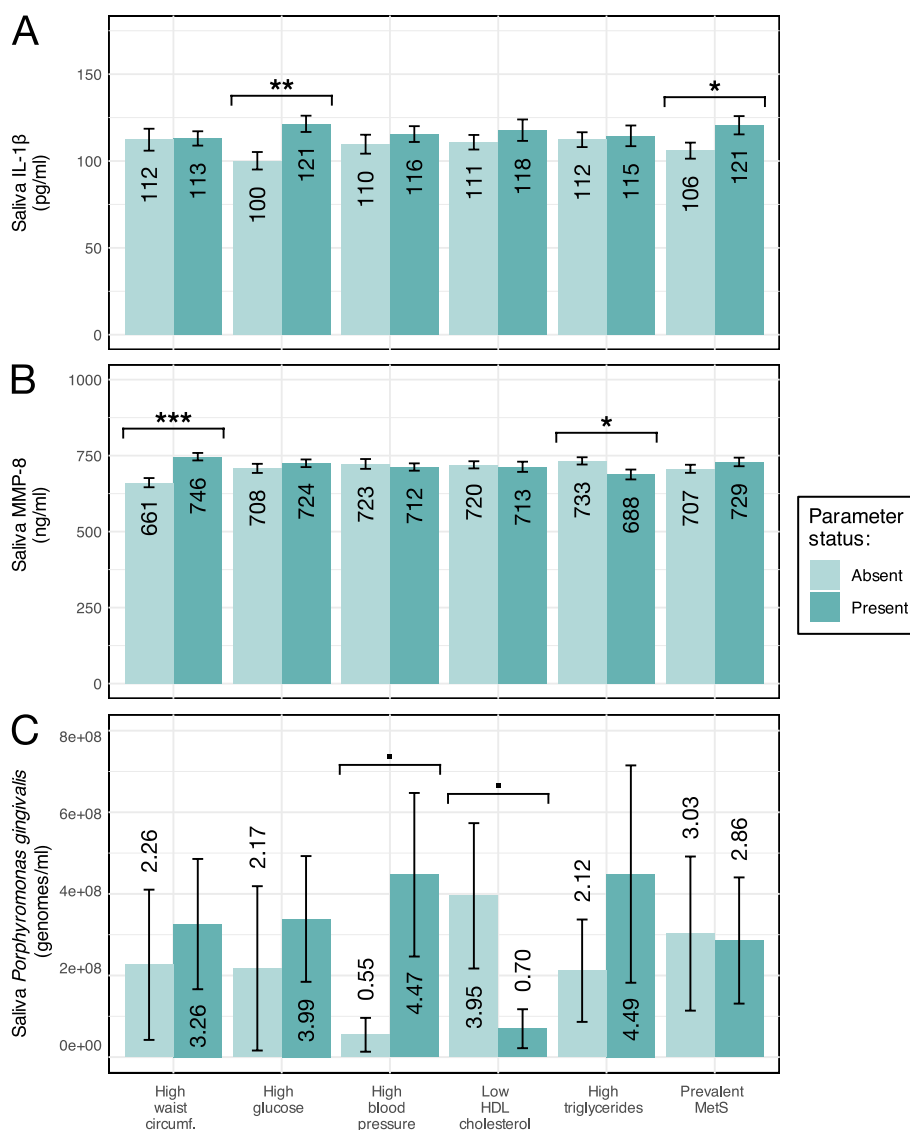 A
Saliva IL-1β
(pg/ml)
150
100
50
0
**
*
112
113
100
121
110
116
111
118
112
115
106
121
B
Saliva MMP-8
(ng/ml)
1000
750
500
250
0
***
*
661
746
708
724
723
712
720
713
733
688
707
729
Parameter
status:
Absent
Present
C
Saliva Porphyromonas gingivalis
(genomes/ml)
8e+08
6e+08
4e+08
2e+08
0e+00
.
.
2.26
3.26
2.17
3.99
0.55
4.47
3.95
0.70
2.12
4.49
3.03
2.86
High
waist
circumf.
High
glucose
High
blood
pressure
Low
HDL
cholesterol
High
triglycerides
Prevalent
MetS